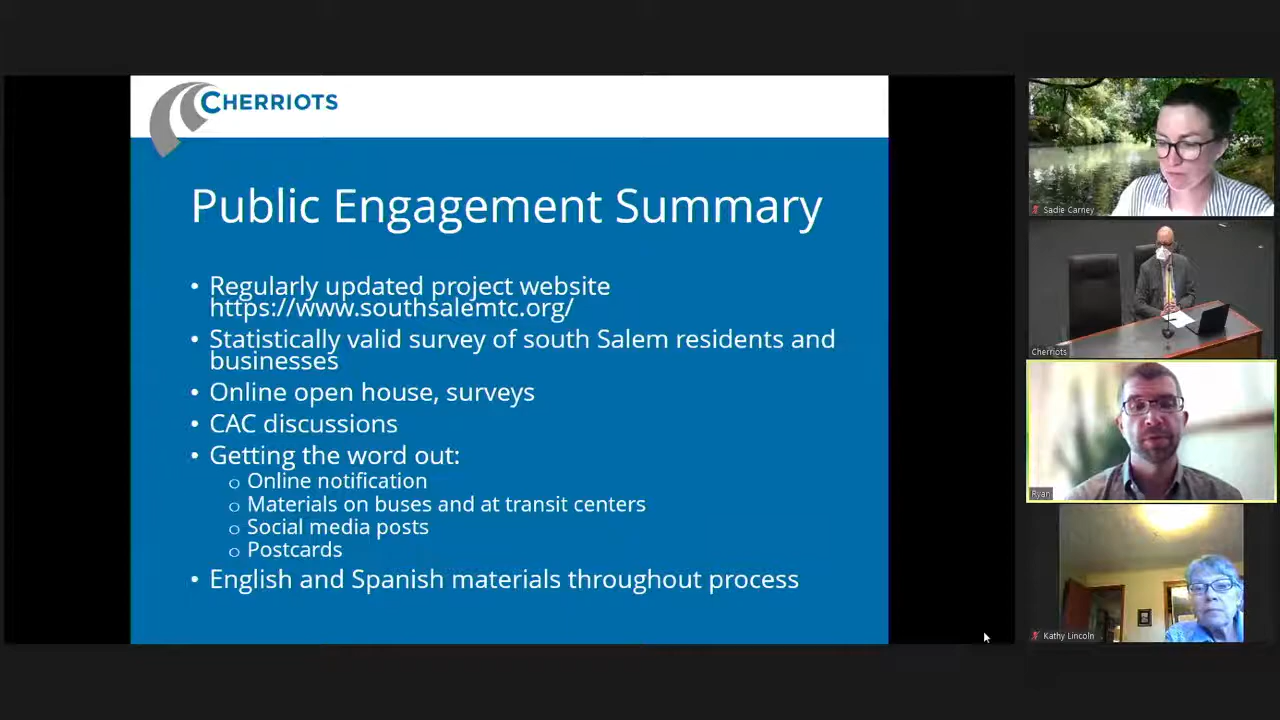 CHERRIOTS
Public Engagement Summary
• Regularly updated project website
https://www.southsalemtc.org/
• Statistically valid survey of south Salem residents and
businesses
• Online open house, surveys
• CAC discussions
• Getting the word out:
o Online notification
o Materials on buses and at transit centers
o Social media posts
o Postcards
• English and Spanish materials throughout process
Sadie Carney
Cherriots
Ryan
Kathy Lincoln